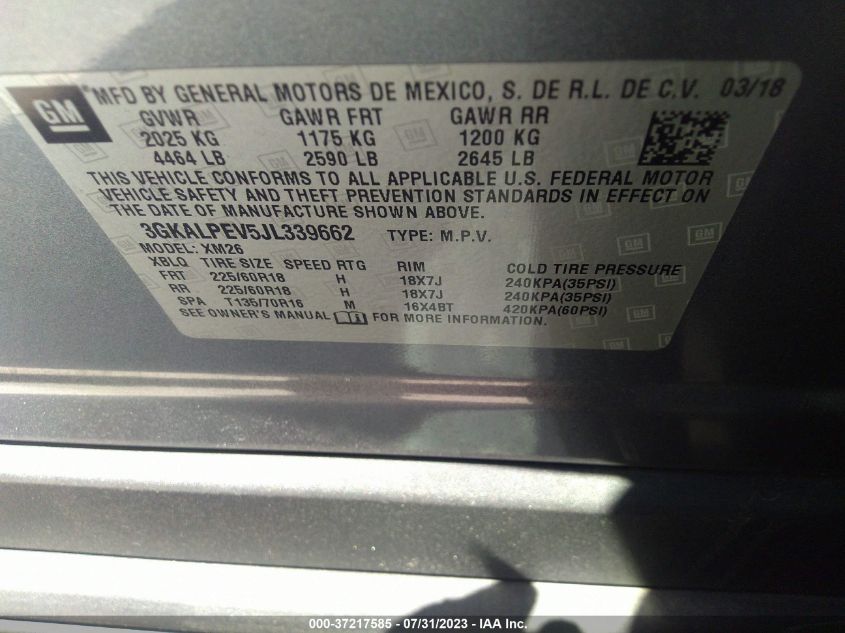 GM MFD BY GENERAL MOTORS DE MEXICO, S. DE R.L. DE C.V. 03/18
GVWR GAWR FRT GAWR RR
2025 KG 1175 KG 1200 KG
4464 LB 2590 LB 2645 LB
THIS VEHICLE CONFORMS TO ALL APPLICABLE U.S. FEDERAL MOTOR
VEHICLE SAFETY AND THEFT PREVENTION STANDARDS IN EFFECT ON
THE DATE OF MANUFACTURE SHOWN ABOVE.
3GKALPEV5JL339662 TYPE: M.P.V.
MODEL: XM26
XBLQ TIRE SIZE SPEED RTG RIM COLD TIRE PRESSURE
FRT 225/60R18 H 18X7J 240KPA(35PSI)
RR 225/60R18 H 18X7J 240KPA(35PSI)
SPA T135/70R16 M 16X4BT 420KPA(60PSI)
SEE OWNER'S MANUAL FOR MORE INFORMATION.
000-37217585 - 07/31/2023 - IAA Inc.